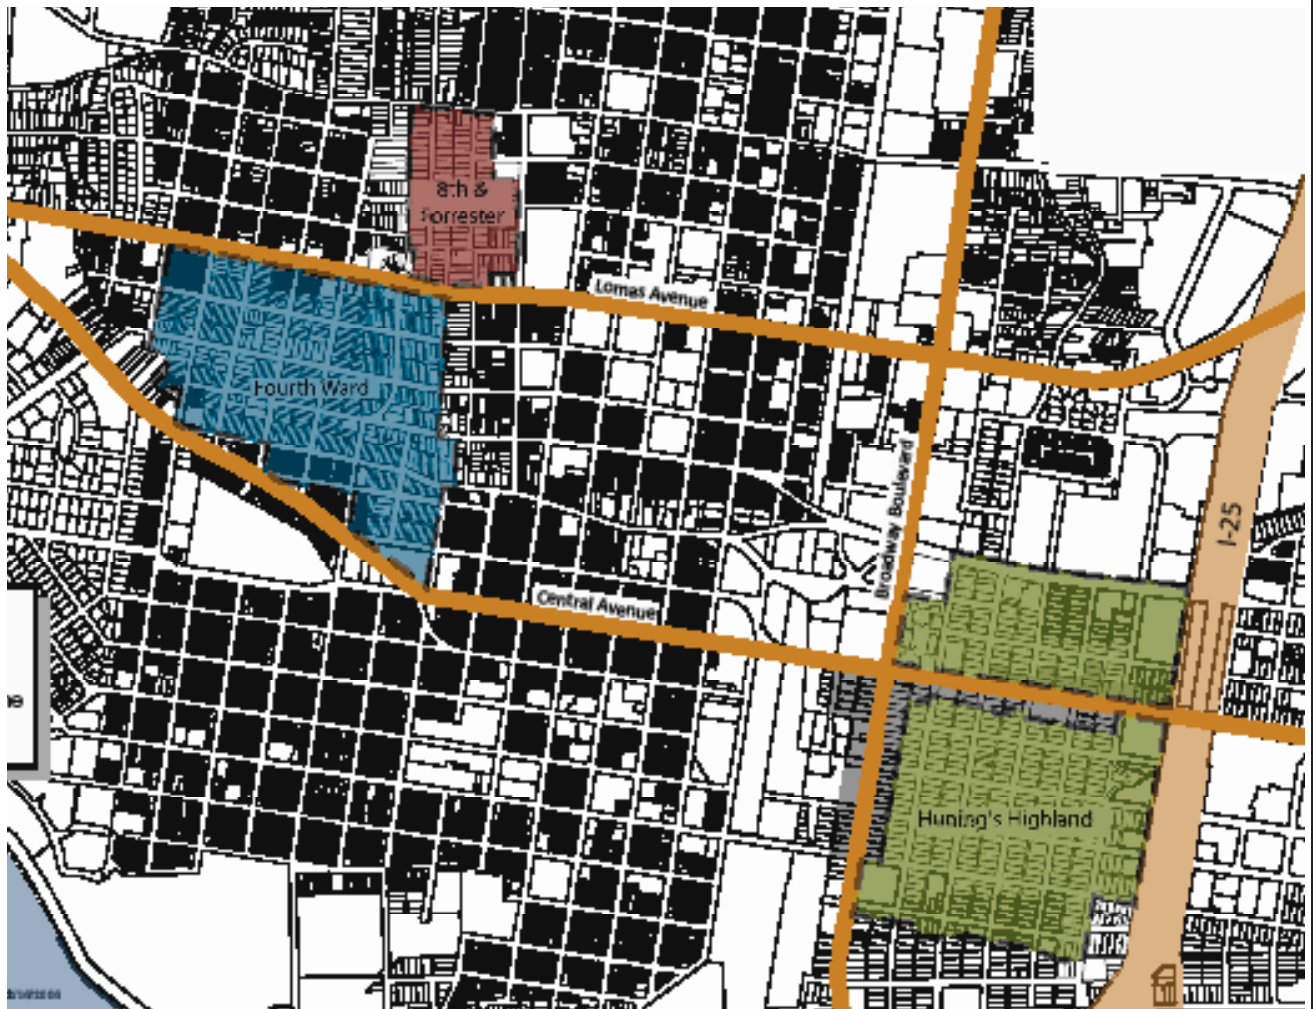 8th &
Forrester
Lomas Avenue
Fourth Ward
Broadway Boulevard
I-25
Central Avenue
Huning's Highland